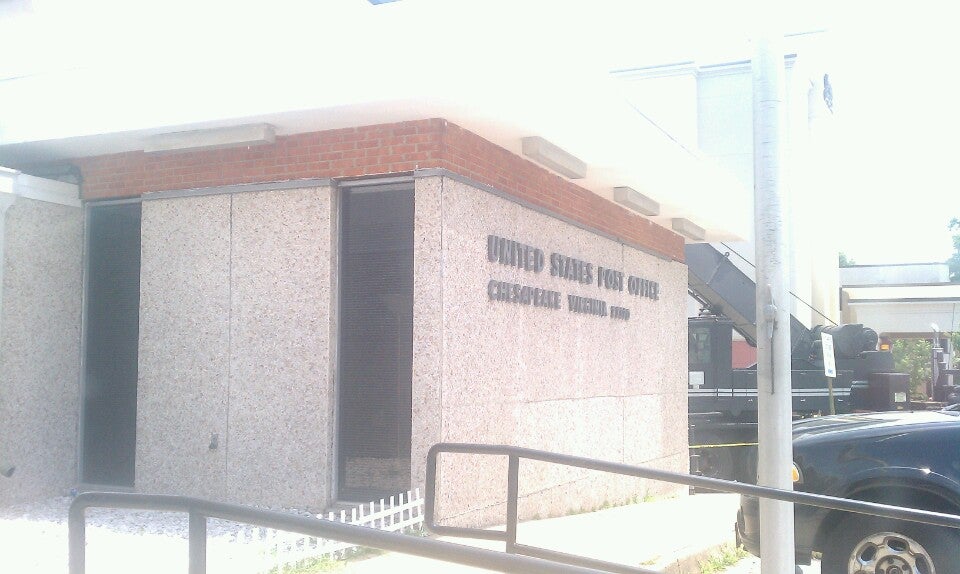 UNITED STATES POST OFFICE
CHESAPEAKE VIRGINIA